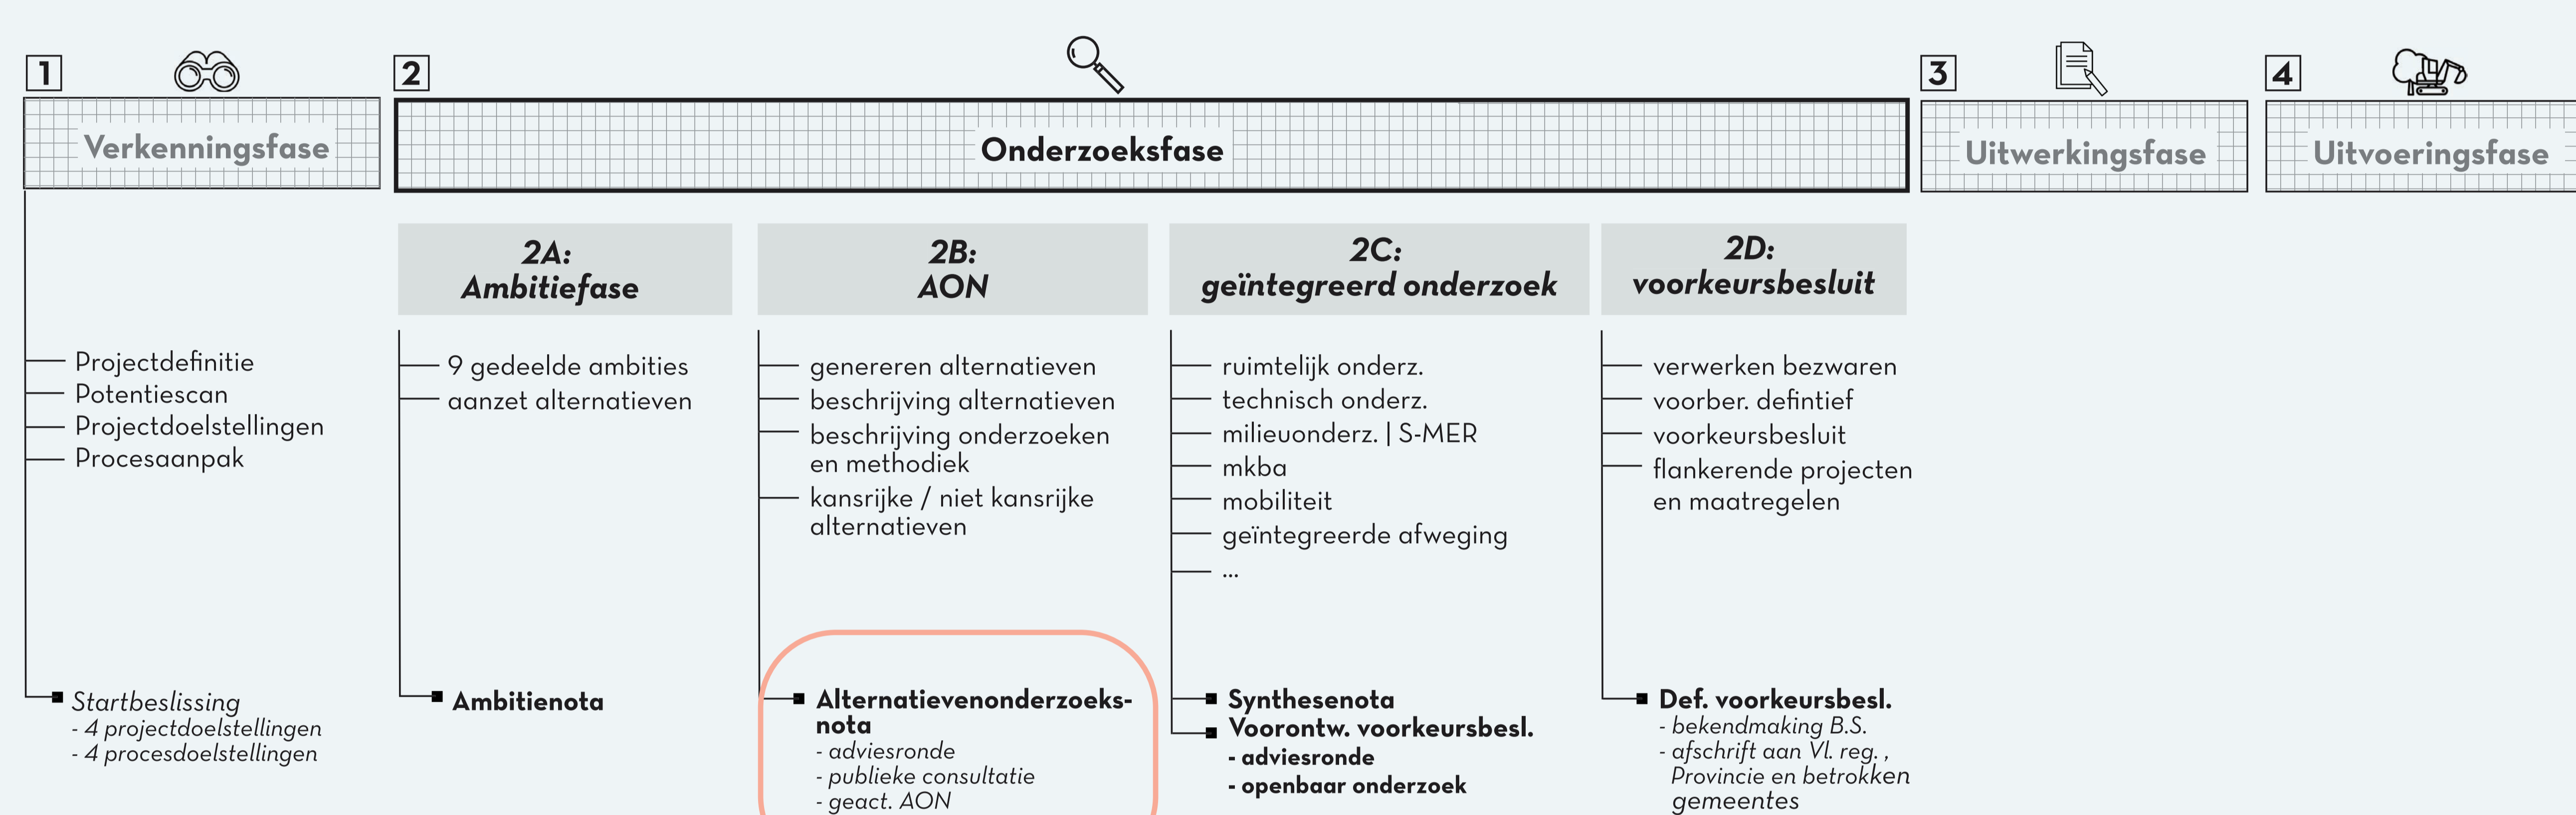 1
Verkenningsfase
Projectdefinitie
Potentiescan
Projectdoelstellingen
Procesaanpak
Startbeslissing
- 4 projectdoelstellingen
- 4 procesdoelstellingen
2
Onderzoeksfase
2A:
Ambitiefase
9 gedeelde ambities
aanzet alternatieven
Ambitienota
2B:
AON
genereren alternatieven
beschrijving alternatieven
beschrijving onderzoeken
en methodiek
kansrijke / niet kansrijke
alternatieven
Alternatievenonderzoeks-
nota
- adviesronde
- publieke consultatie
- geact. AON
2C:
geïntegreerd onderzoek
ruimtelijk onderz.
technisch onderz.
milieuonderz. | S-MER
mkba
mobiliteit
geïntegreerde afweging
...
Synthesenota
Voorontw. voorkeursbesl.
- adviesronde
- openbaar onderzoek
2D:
voorkeursbesluit
verwerken bezwaren
voorber. defintief
voorkeursbesluit
flankerende projecten
en maatregelen
Def. voorkeursbesl.
- bekendmaking B.S.
- afschrift aan Vl. reg. ,
Provincie en betrokken
gemeentes
3
Uitwerkingsfase
4
Uitvoeringsfase